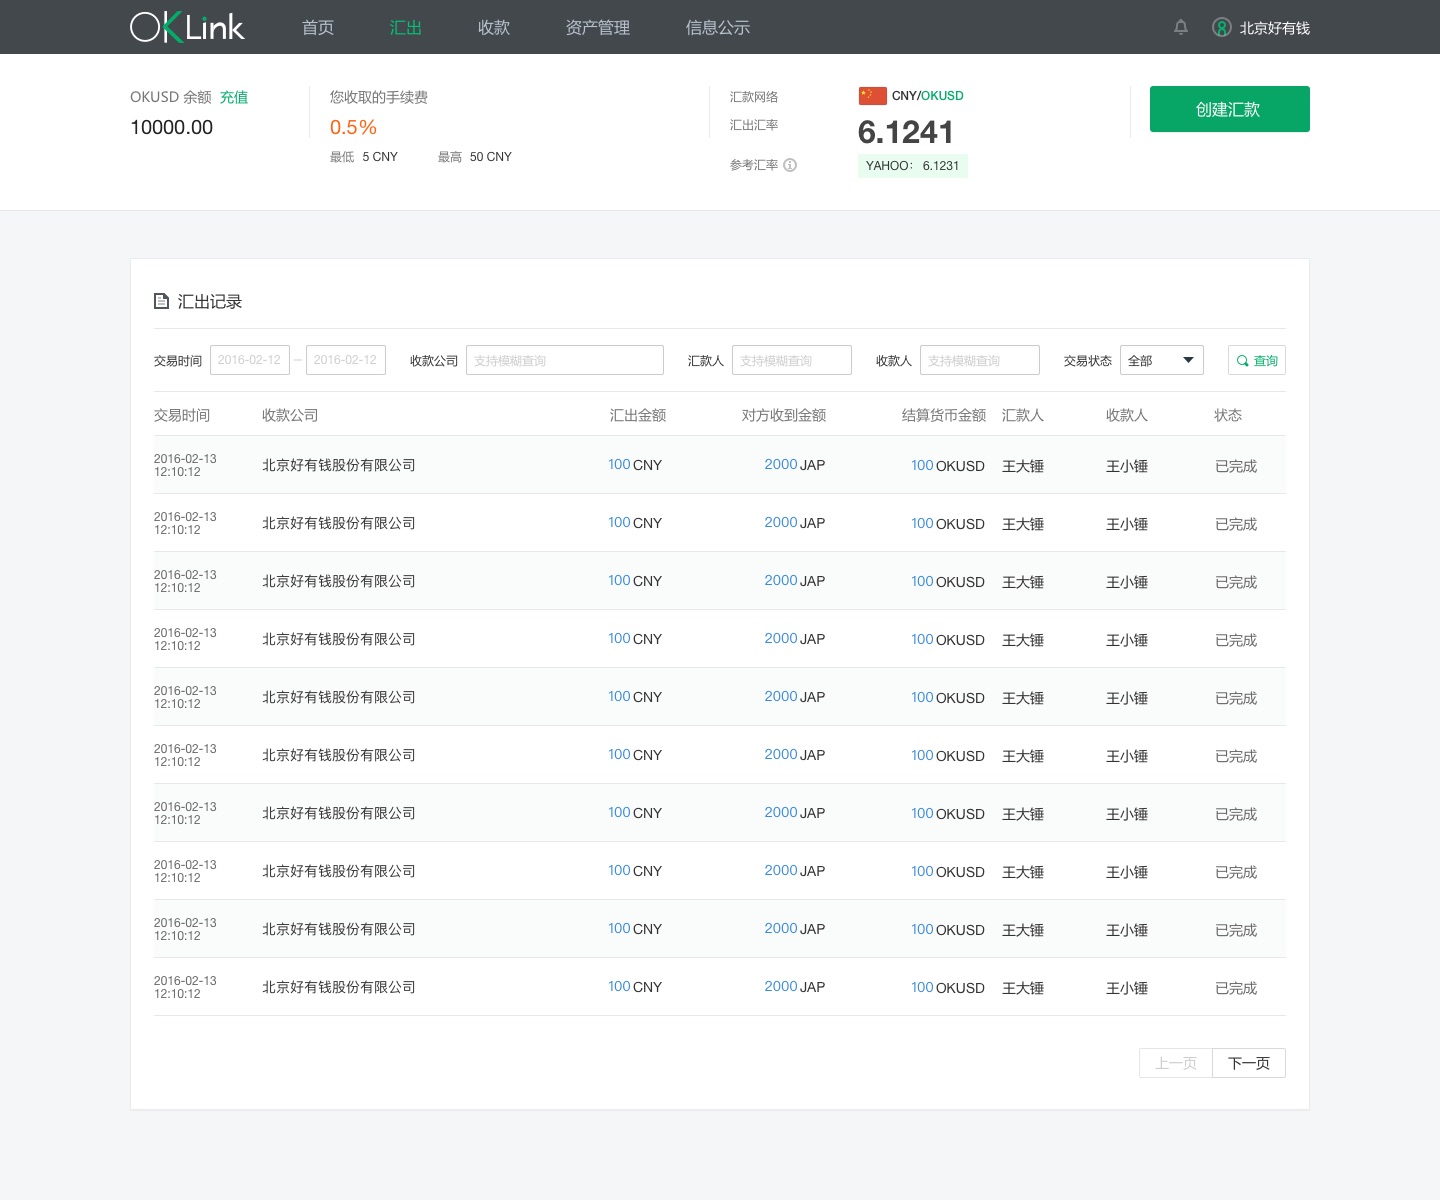 OKLink 首页 汇出 收款 资产管理 信息公示 北京好有钱
OKUSD 余额 充值
10000.00
您收取的手续费
0.5%
最低 5 CNY 最高 50 CNY
汇款网络 CNY/OKUSD
汇出汇率 6.1241
参考汇率 YAHOO： 6.1231
创建汇款
汇出记录
交易时间 2016-02-12 – 2016-02-12 收款公司 支持模糊查询 汇款人 支持模糊查询 收款人 支持模糊查询 交易状态 全部 查询
交易时间 收款公司 汇出金额 对方收到金额 结算货币金额 汇款人 收款人 状态
2016-02-13
12:10:12 北京好有钱股份有限公司 100 CNY 2000 JAP 100 OKUSD 王大锤 王小锤 已完成
2016-02-13
12:10:12 北京好有钱股份有限公司 100 CNY 2000 JAP 100 OKUSD 王大锤 王小锤 已完成
2016-02-13
12:10:12 北京好有钱股份有限公司 100 CNY 2000 JAP 100 OKUSD 王大锤 王小锤 已完成
2016-02-13
12:10:12 北京好有钱股份有限公司 100 CNY 2000 JAP 100 OKUSD 王大锤 王小锤 已完成
2016-02-13
12:10:12 北京好有钱股份有限公司 100 CNY 2000 JAP 100 OKUSD 王大锤 王小锤 已完成
2016-02-13
12:10:12 北京好有钱股份有限公司 100 CNY 2000 JAP 100 OKUSD 王大锤 王小锤 已完成
2016-02-13
12:10:12 北京好有钱股份有限公司 100 CNY 2000 JAP 100 OKUSD 王大锤 王小锤 已完成
2016-02-13
12:10:12 北京好有钱股份有限公司 100 CNY 2000 JAP 100 OKUSD 王大锤 王小锤 已完成
2016-02-13
12:10:12 北京好有钱股份有限公司 100 CNY 2000 JAP 100 OKUSD 王大锤 王小锤 已完成
2016-02-13
12:10:12 北京好有钱股份有限公司 100 CNY 2000 JAP 100 OKUSD 王大锤 王小锤 已完成
上一页 下一页